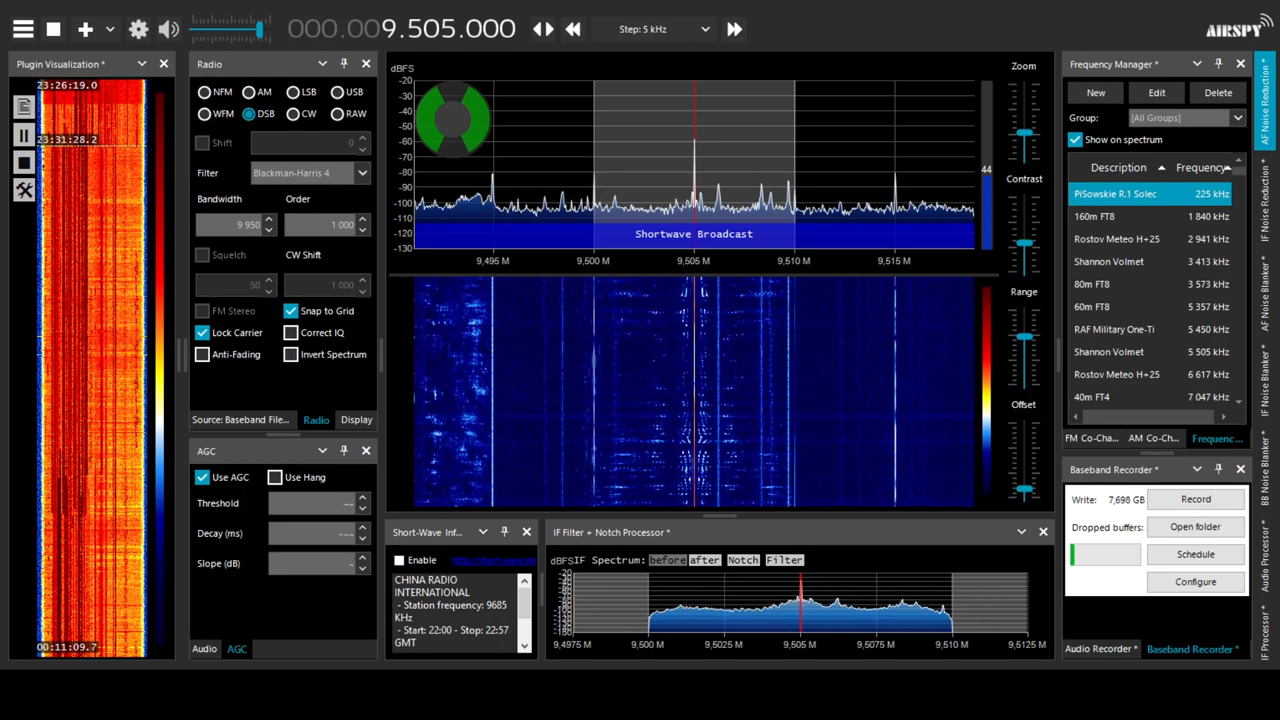 000.009.505.000
Step: 5 kHz
AIRSPY
Plugin Visualization *
23:26:19.0
23:31:28.2
00:11:09.7
Radio
NFM AM LSB USB
WFM DSB CW RAW
Shift 0
Filter Blackman-Harris 4
Bandwidth Order
9 950 1 000
Squelch CW Shift
50 1 000
FM Stereo Snap to Grid
Lock Carrier Correct IQ
Anti-Fading Invert Spectrum
Source: Baseband File... Radio Display
AGC
Use AGC Use Hang
Threshold --
Decay (ms) ---
Slope (dB) -
Audio AGC
dBFS
-20
-30
-40
-50
-60
-70
-80
-90
-100
-110
-120
-130
44
Shortwave Broadcast
9,495 M 9,500 M 9,505 M 9,510 M 9,515 M
Zoom
Contrast
Range
Offset
Short-Wave Inf...
Enable
CHINA RADIO
INTERNATIONAL
- Station frequency: 9685
KHz
- Start: 22:00 - Stop: 22:57
GMT
IF Filter + Notch Processor *
dBFS IF Spectrum: before after Notch Filter
9,4975 M 9,500 M 9,5025 M 9,505 M 9,5075 M 9,510 M 9,5125 M
Frequency Manager *
New Edit Delete
Group: [All Groups]
Show on spectrum
Description Frequency
PiSowskie R.1 Solec 225 kHz
160m FT8 1 840 kHz
Rostov Meteo H+25 2 941 kHz
Shannon Volmet 3 413 kHz
80m FT8 3 573 kHz
60m FT8 5 357 kHz
RAF Military One-Ti 5 450 kHz
Shannon Volmet 5 505 kHz
Rostov Meteo H+25 6 617 kHz
40m FT4 7 047 kHz
FM Co-Cha... AM Co-Ch... Frequenc...
Baseband Recorder *
Write: 7,698 GB Record
Dropped buffers: Open folder
Schedule
Configure
Audio Recorder * Baseband Recorder *
AF Noise Reduction *
IF Noise Reduction *
AF Noise Blanker *
IF Noise Blanker *
BB Noise Blanker *
Audio Processor *
IF Processor *